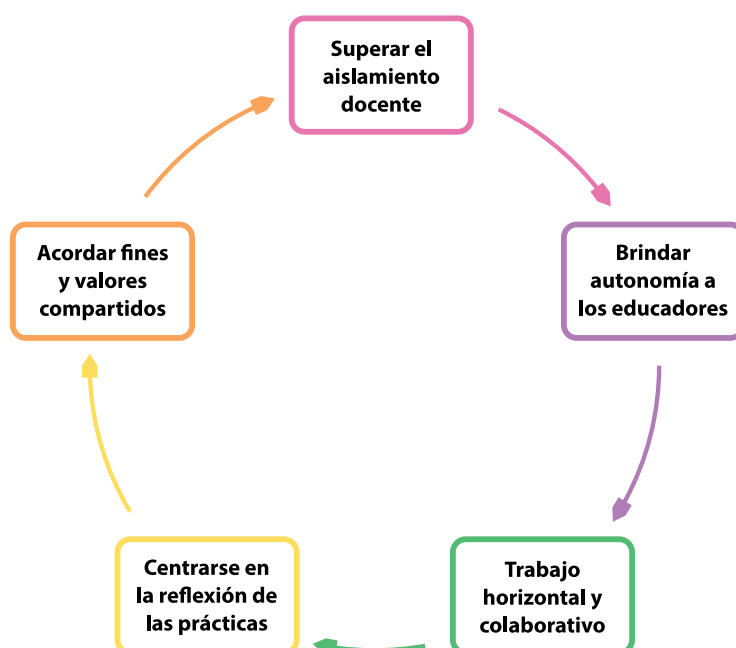 Superar el
aislamiento
docente
Brindar
autonomía a
los educadores
Trabajo
horizontal y
colaborativo
Centrarse en
la reflexión de
las prácticas
Acordar fines
y valores
compartidos